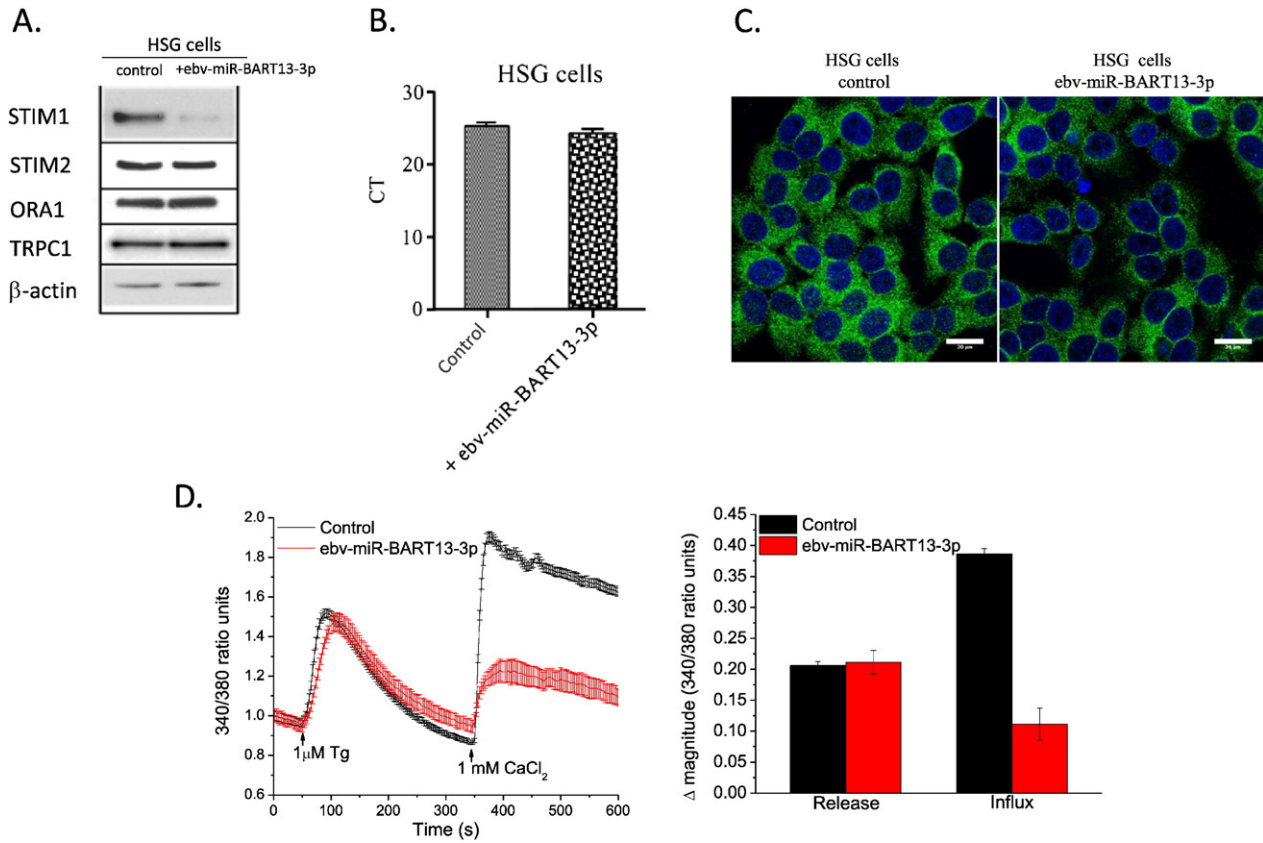 A.
HSG cells
control +ebv-miR-BART13-3p
STIM1
STIM2
ORA1
TRPC1
β-actin
B.
HSG cells
30
20
10
0
CT
Control
+ ebv-miR-BART13-3p
C.
HSG cells
control
HSG cells
ebv-miR-BART13-3p
20 µm
20 µm
D.
2.0
1.8
1.6
1.4
1.2
1.0
0.8
0.6
340/380 ratio units
Control
ebv-miR-BART13-3p
1µM Tg
1 mM CaCl₂
0 100 200 300 400 500 600
Time (s)
0.45
0.40
0.35
0.30
0.25
0.20
0.15
0.10
0.05
0.00
Δ magnitude (340/380 ratio units)
Control
ebv-miR-BART13-3p
Release Influx